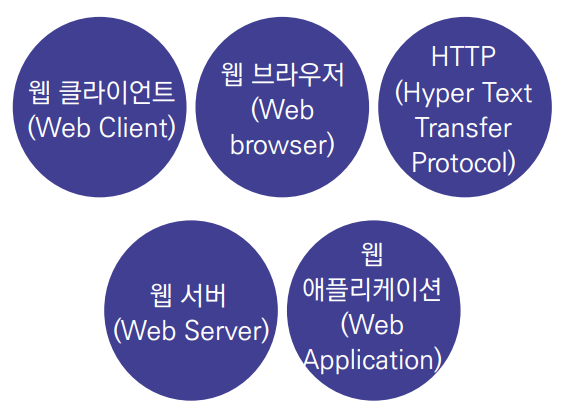 웹 클라이언트
(Web Client)
웹 브라우저
(Web
browser)
HTTP
(Hyper Text
Transfer
Protocol)
웹 서버
(Web Server)
웹
애플리케이션
(Web
Application)